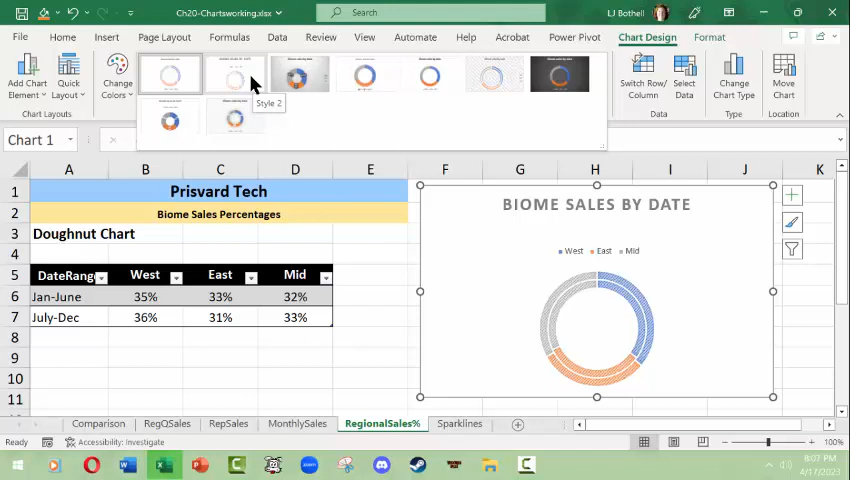 Ch20-Chartsworking.xlsx
Search
LJ Bothell
File Home Insert Page Layout Formulas Data Review View Automate Help Acrobat Power Pivot Chart Design Format
Add Chart Element
Quick Layout
Chart Layouts
Change Colors
Style 2
Switch Row/ Column
Select Data
Data
Change Chart Type
Type
Move Chart
Location
Chart 1
A B C D E F G H I J K
1 Prisvard Tech
2 Biome Sales Percentages
3 Doughnut Chart
4
5 DateRang West East Mid
6 Jan-June 35% 33% 32%
7 July-Dec 36% 31% 33%
8
9
10
11
BIOME SALES BY DATE
West East Mid
Comparison RegQSales RepSales MonthlySales RegionalSales% Sparklines
Ready Accessibility: Investigate 100%
8:07 PM
4/17/2023